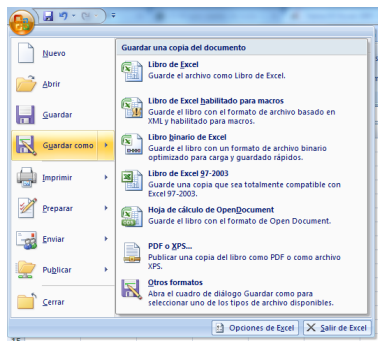 Nuevo
Abrir
Guardar
Guardar como
Imprimir
Preparar
Enviar
Publicar
Cerrar
Guardar una copia del documento
Libro de Excel
Guarde el archivo como Libro de Excel.
Libro de Excel habilitado para macros
Guarde el libro con el formato de archivo basado en
XML y habilitado para macros.
Libro binario de Excel
Guarde el libro con un formato de archivo binario
optimizado para carga y guardado rápidos.
Libro de Excel 97-2003
Guarde una copia que sea totalmente compatible con
Excel 97-2003.
Hoja de cálculo de OpenDocument
Guarde el libro con el formato de Open Document.
PDF o XPS...
Publicar una copia del libro como PDF o como archivo
XPS.
Otros formatos
Abra el cuadro de diálogo Guardar como para
seleccionar uno de los tipos de archivo disponibles.
Opciones de Excel
Salir de Excel